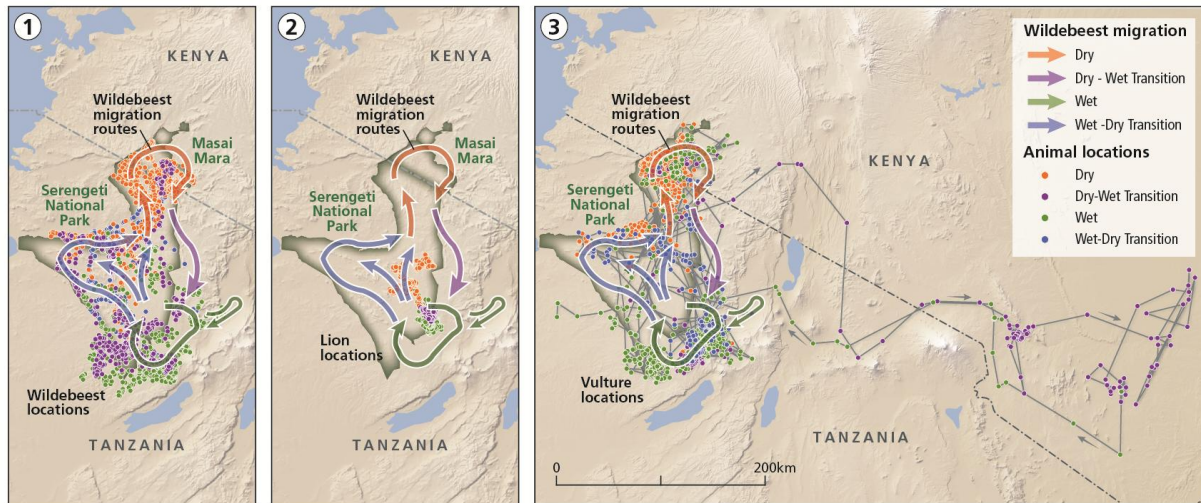 1
KENYA
Wildebeest
migration
routes
Masai
Mara
Serengeti
National
Park
Wildebeest
locations
TANZANIA
2
KENYA
Wildebeest
migration
routes
Masai
Mara
Serengeti
National
Park
Lion
locations
TANZANIA
3
Wildebeest
migration
routes
Masai
Mara
KENYA
Serengeti
National
Park
Vulture
locations
TANZANIA
0
200km
Wildebeest migration
Dry
Dry - Wet Transition
Wet
Wet -Dry Transition
Animal locations
Dry
Dry-Wet Transition
Wet
Wet-Dry Transition